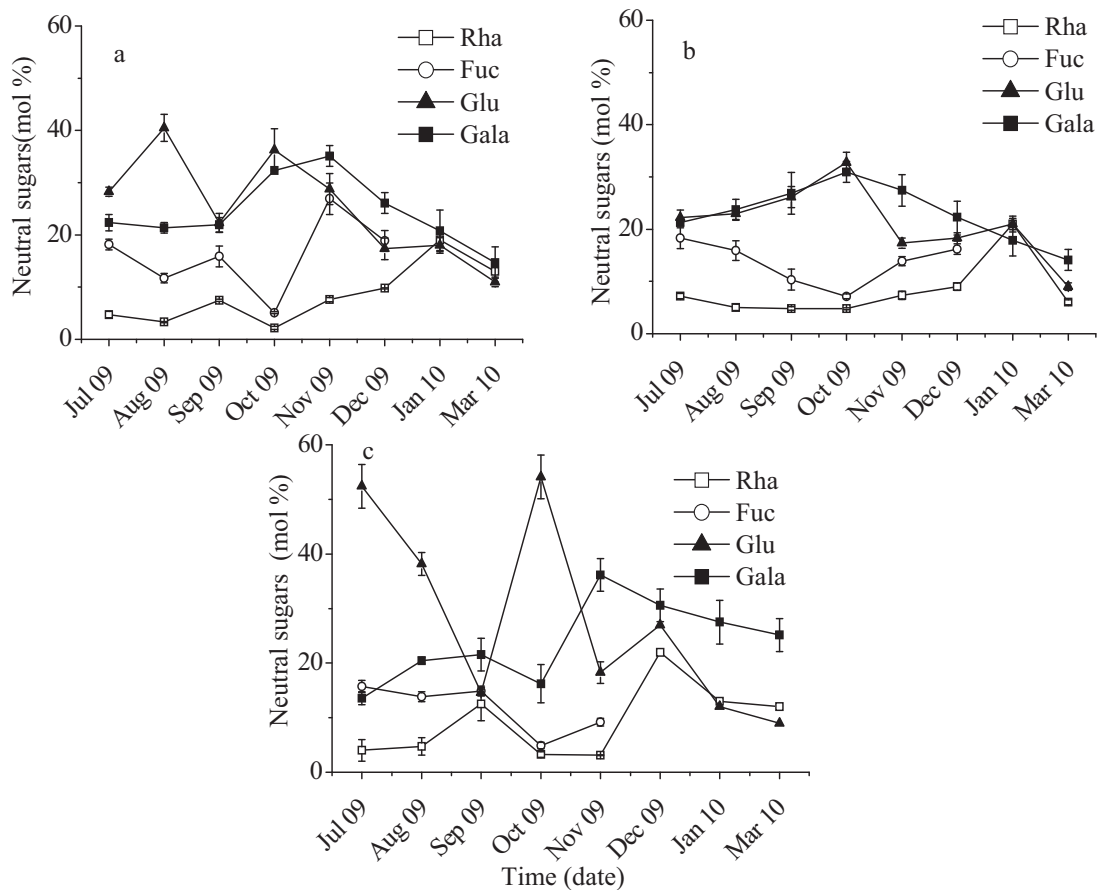 a
Neutral sugars(mol %)
60
40
20
0
Rha
Fuc
Glu
Gala
Jul 09
Aug 09
Sep 09
Oct 09
Nov 09
Dec 09
Jan 10
Mar 10
b
Neutral sugars (mol %)
60
40
20
0
Rha
Fuc
Glu
Gala
Jul 09
Aug 09
Sep 09
Oct 09
Nov 09
Dec 09
Jan 10
Mar 10
c
Neutral sugars (mol %)
60
40
20
0
Rha
Fuc
Glu
Gala
Jul 09
Aug 09
Sep 09
Oct 09
Nov 09
Dec 09
Jan 10
Mar 10
Time (date)